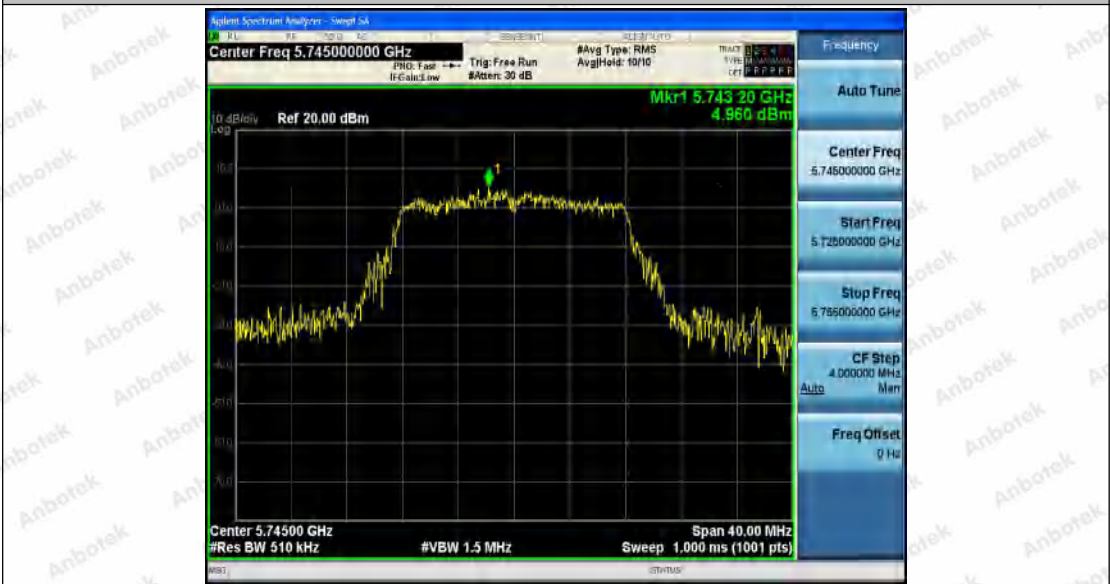 Agilent Spectrum Analyzer - Swept SA
Center Freq 5.745000000 GHz
PNO: Fast
IFGain:Low
Trig: Free Run
#Atten: 30 dB
#Avg Type: RMS
Avg|Hold: 10/10
TRACE
TYPE
DET P P P P P P
Mkr1 5.743 20 GHz
4.960 dBm
10 dB/div
Log
Ref 20.00 dBm
1
Center 5.74500 GHz
Span 40.00 MHz
#Res BW 510 kHz
#VBW 1.5 MHz
Sweep 1.000 ms (1001 pts)
MSG
STATUS
Frequency
Auto Tune
Center Freq
5.745000000 GHz
Start Freq
5.725000000 GHz
Stop Freq
5.765000000 GHz
CF Step
4.000000 MHz
Auto Man
Freq Offset
0 Hz
Anbotek